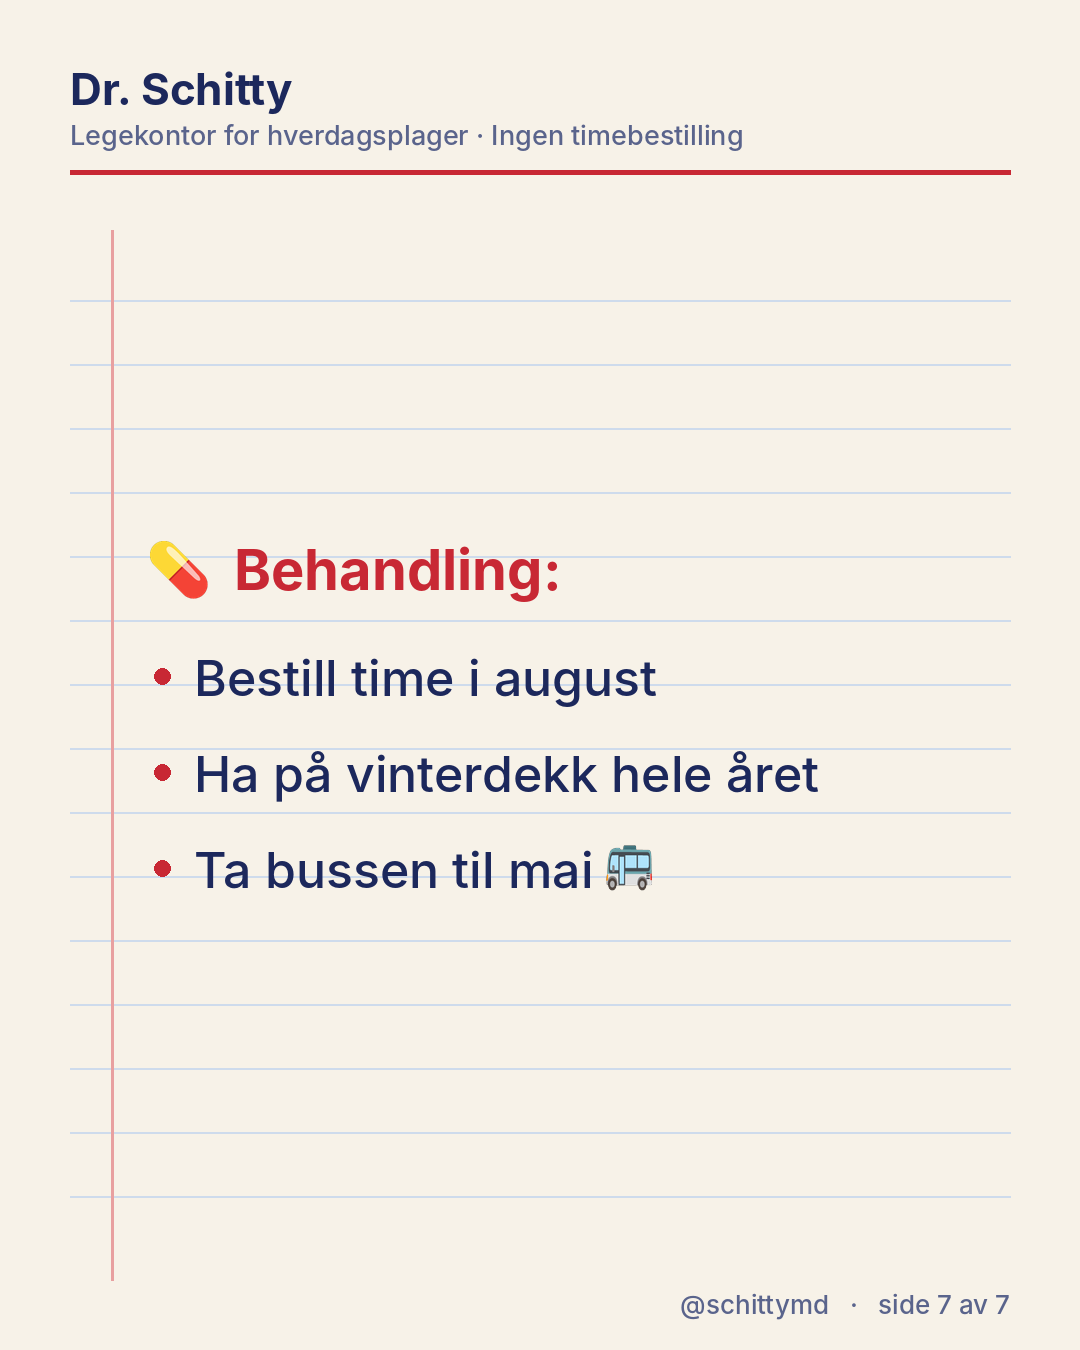 Dr. Schitty
Legekontor for hverdagsplager · Ingen timebestilling
💊 Behandling:
• Bestill time i august
• Ha på vinterdekk hele året
• Ta bussen til mai 🚌
@schittymd · side 7 av 7